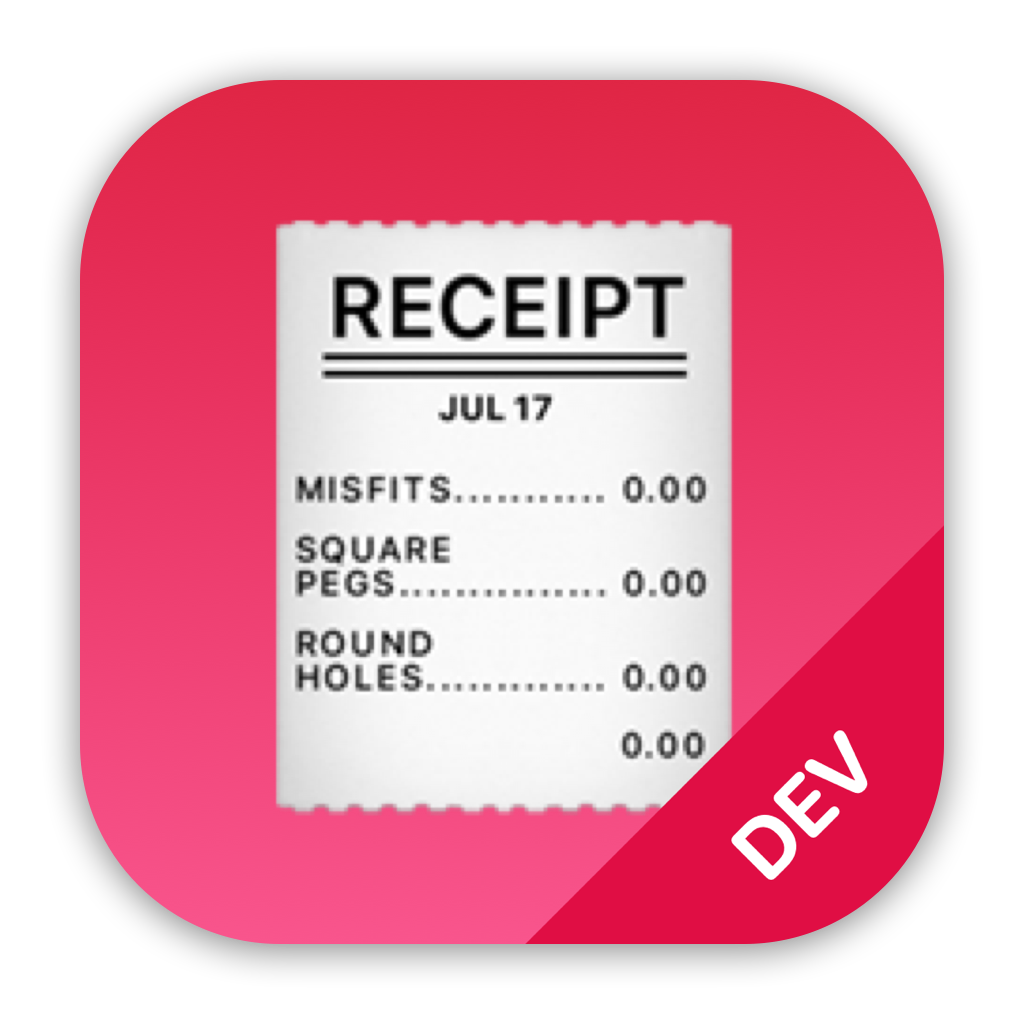 RECEIPT
JUL 17
MISFITS........... 0.00
SQUARE
PEGS............... 0.00
ROUND
HOLES............. 0.00
0.00
DEV